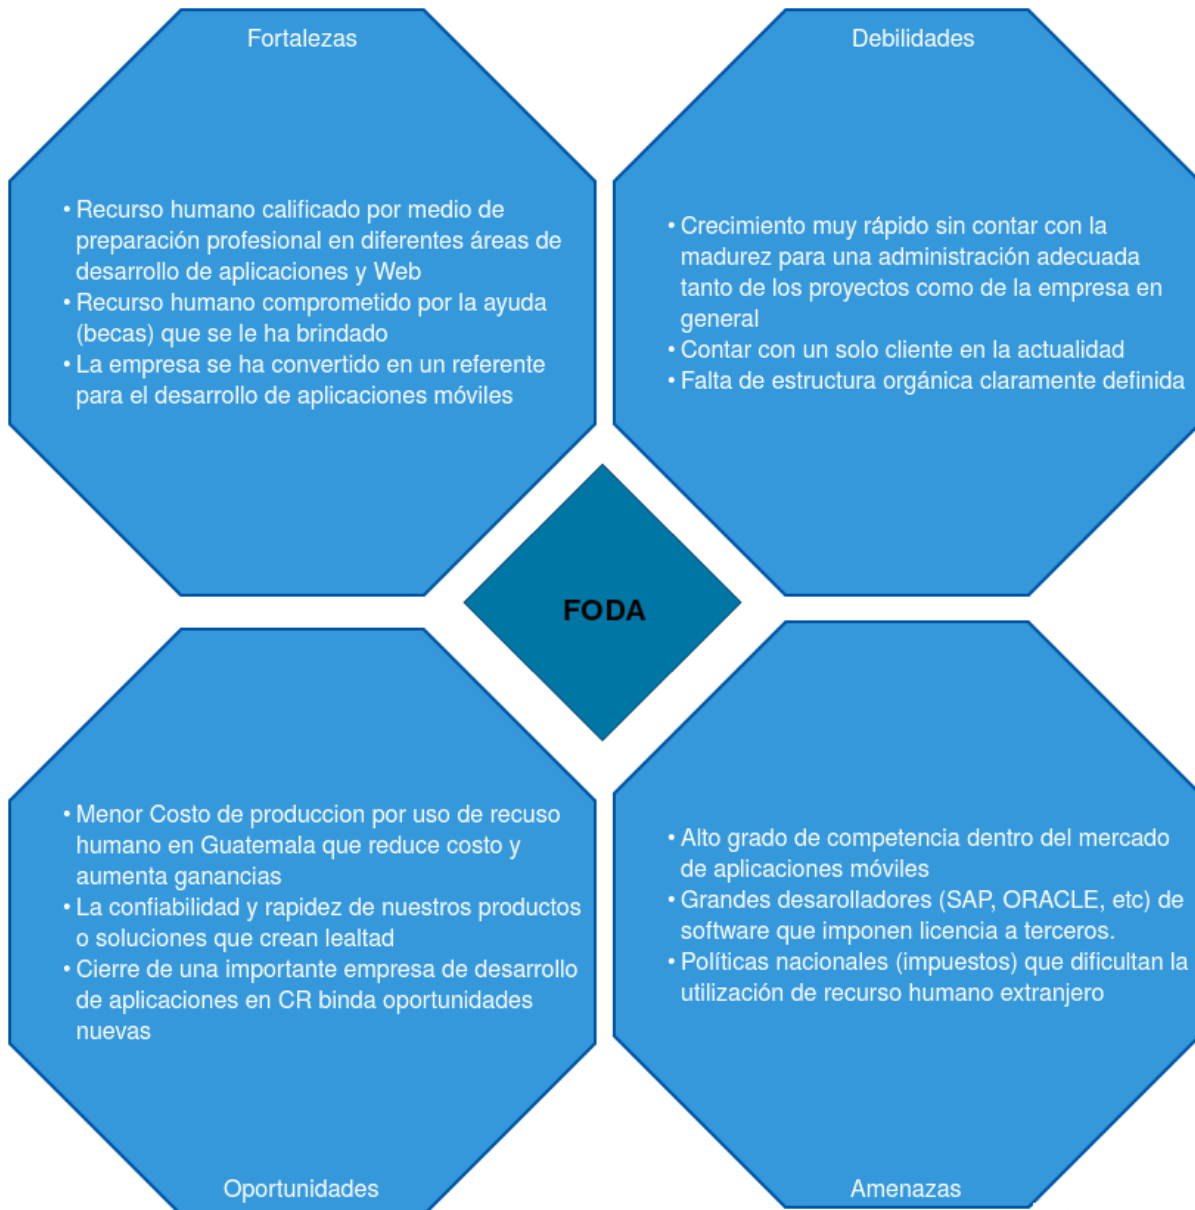 Fortalezas
• Recurso humano calificado por medio de
preparación profesional en diferentes áreas de
desarrollo de aplicaciones y Web
• Recurso humano comprometido por la ayuda
(becas) que se le ha brindado
• La empresa se ha convertido en un referente
para el desarrollo de aplicaciones móviles
Debilidades
• Crecimiento muy rápido sin contar con la
madurez para una administración adecuada
tanto de los proyectos como de la empresa en
general
• Contar con un solo cliente en la actualidad
• Falta de estructura orgánica claramente definida
FODA
• Menor Costo de produccion por uso de recuso
humano en Guatemala que reduce costo y
aumenta ganancias
• La confiabilidad y rapidez de nuestros productos
o soluciones que crean lealtad
• Cierre de una importante empresa de desarrollo
de aplicaciones en CR binda oportunidades
nuevas
Oportunidades
• Alto grado de competencia dentro del mercado
de aplicaciones móviles
• Grandes desarolladores (SAP, ORACLE, etc) de
software que imponen licencia a terceros.
• Políticas nacionales (impuestos) que dificultan la
utilización de recurso humano extranjero
Amenazas